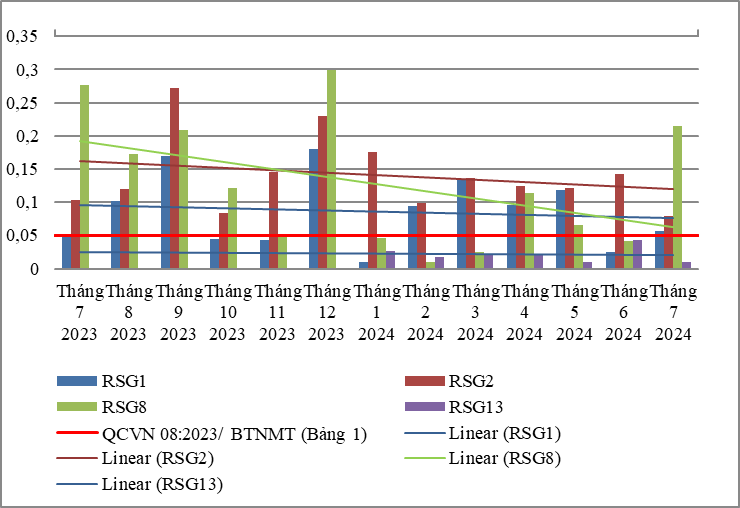 0,35
0,3
0,25
0,2
0,15
0,1
0,05
0
Tháng Tháng Tháng Tháng Tháng Tháng Tháng Tháng Tháng Tháng Tháng Tháng Tháng
7 8 9 10 11 12 1 2 3 4 5 6 7
2023 2023 2023 2023 2023 2023 2024 2024 2024 2024 2024 2024 2024
RSG1 RSG2
RSG8 RSG13
QCVN 08:2023/ BTNMT (Bảng 1) Linear (RSG1)
Linear (RSG2) Linear (RSG8)
Linear (RSG13)